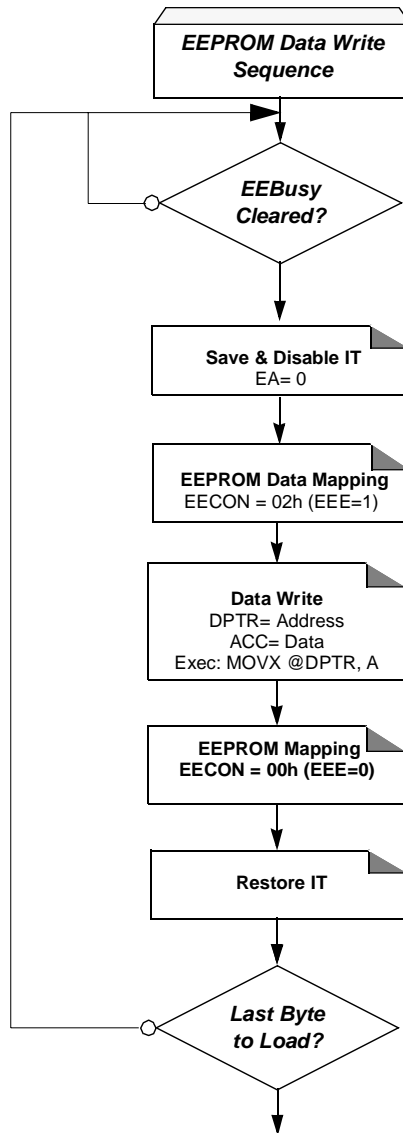 EEPROM Data Write
Sequence
EEBusy
Cleared?
Save & Disable IT
EA= 0
EEPROM Data Mapping
EECON = 02h (EEE=1)
Data Write
DPTR= Address
ACC= Data
Exec: MOVX @DPTR, A
EEPROM Mapping
EECON = 00h (EEE=0)
Restore IT
Last Byte
to Load?